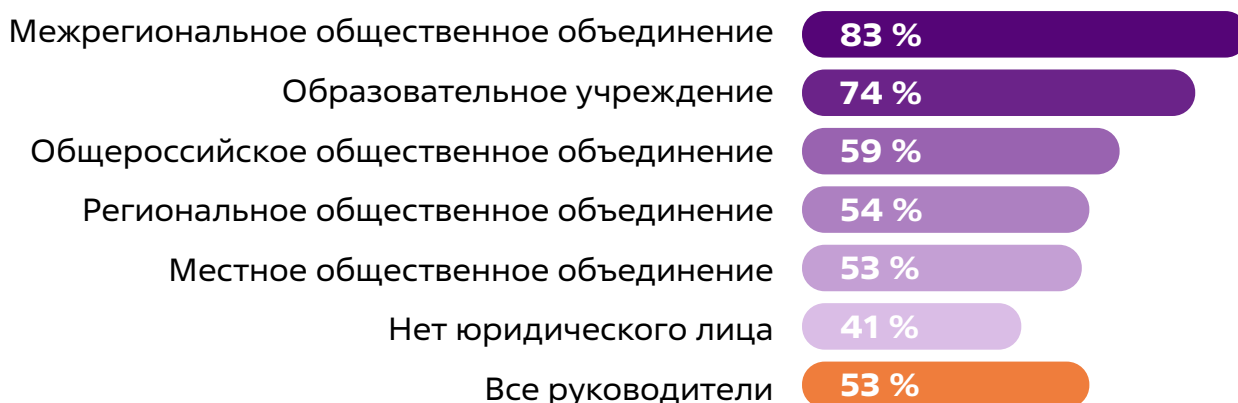 Межрегиональное общественное объединение 83 %
Образовательное учреждение 74 %
Общероссийское общественное объединение 59 %
Региональное общественное объединение 54 %
Местное общественное объединение 53 %
Нет юридического лица 41 %
Все руководители 53 %